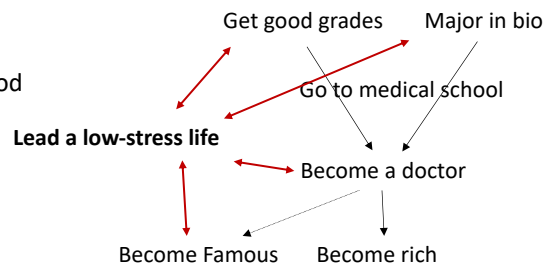 Get good grades
Major in bio
od
Go to medical school
Lead a low-stress life
Become a doctor
Become Famous
Become rich